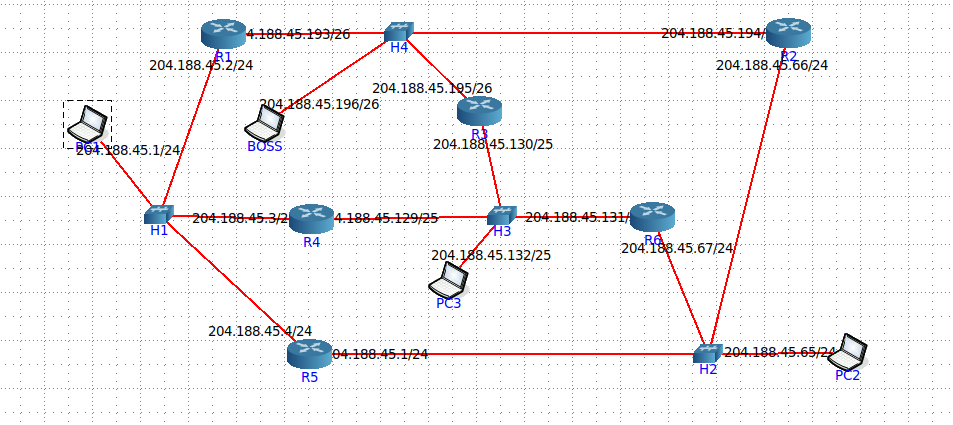 4.188.45.193/26
204.188.45.194/
R1
H4
R2
204.188.45.2/24
204.188.45.66/24
204.188.45.195/26
204.188.45.196/26
R3
204.188.45.130/25
BOSS
PC1
204.188.45.1/24
204.188.45.3/2
4.188.45.129/25
204.188.45.131/
H1
R4
H3
R6
204.188.45.67/24
204.188.45.132/25
PC3
204.188.45.4/24
04.188.45.1/24
204.188.45.65/24
R5
H2
PC2